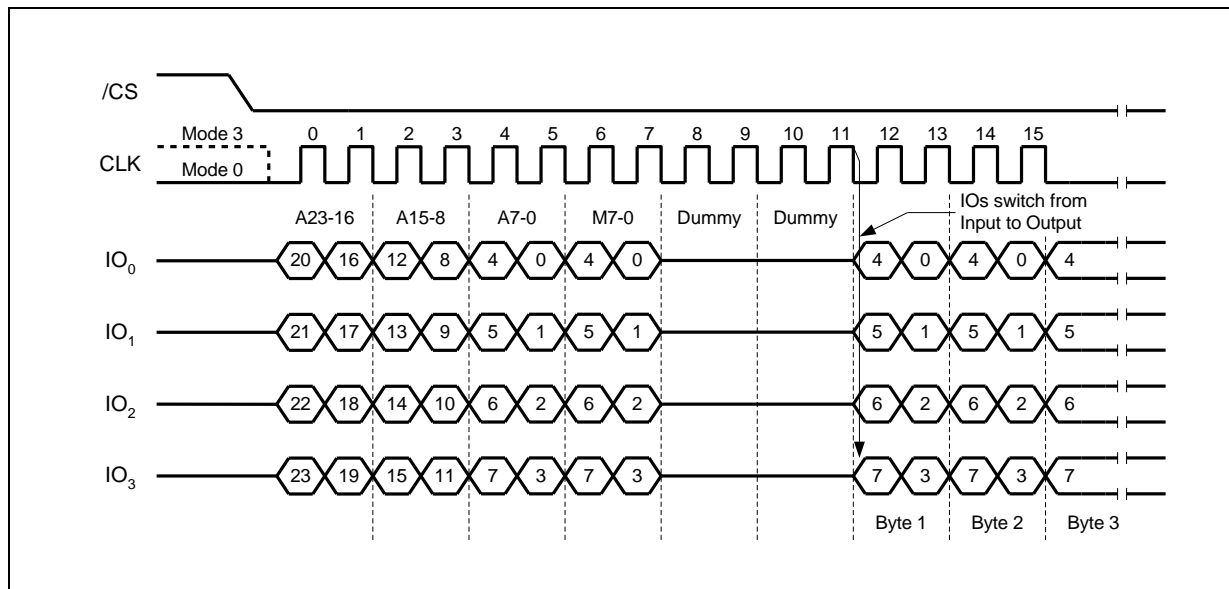 /CS
Mode 3 0 1 2 3 4 5 6 7 8 9 10 11 12 13 14 15
CLK
Mode 0
IOs switch from
Input to Output
A23-16 A15-8 A7-0 M7-0 Dummy Dummy
IO0 20 16 12 8 4 0 4 0 4 0 4 0 4
IO1 21 17 13 9 5 1 5 1 5 1 5 1 5
IO2 22 18 14 10 6 2 6 2 6 2 6 2 6
IO3 23 19 15 11 7 3 7 3 7 3 7 3 7
Byte 1 Byte 2 Byte 3